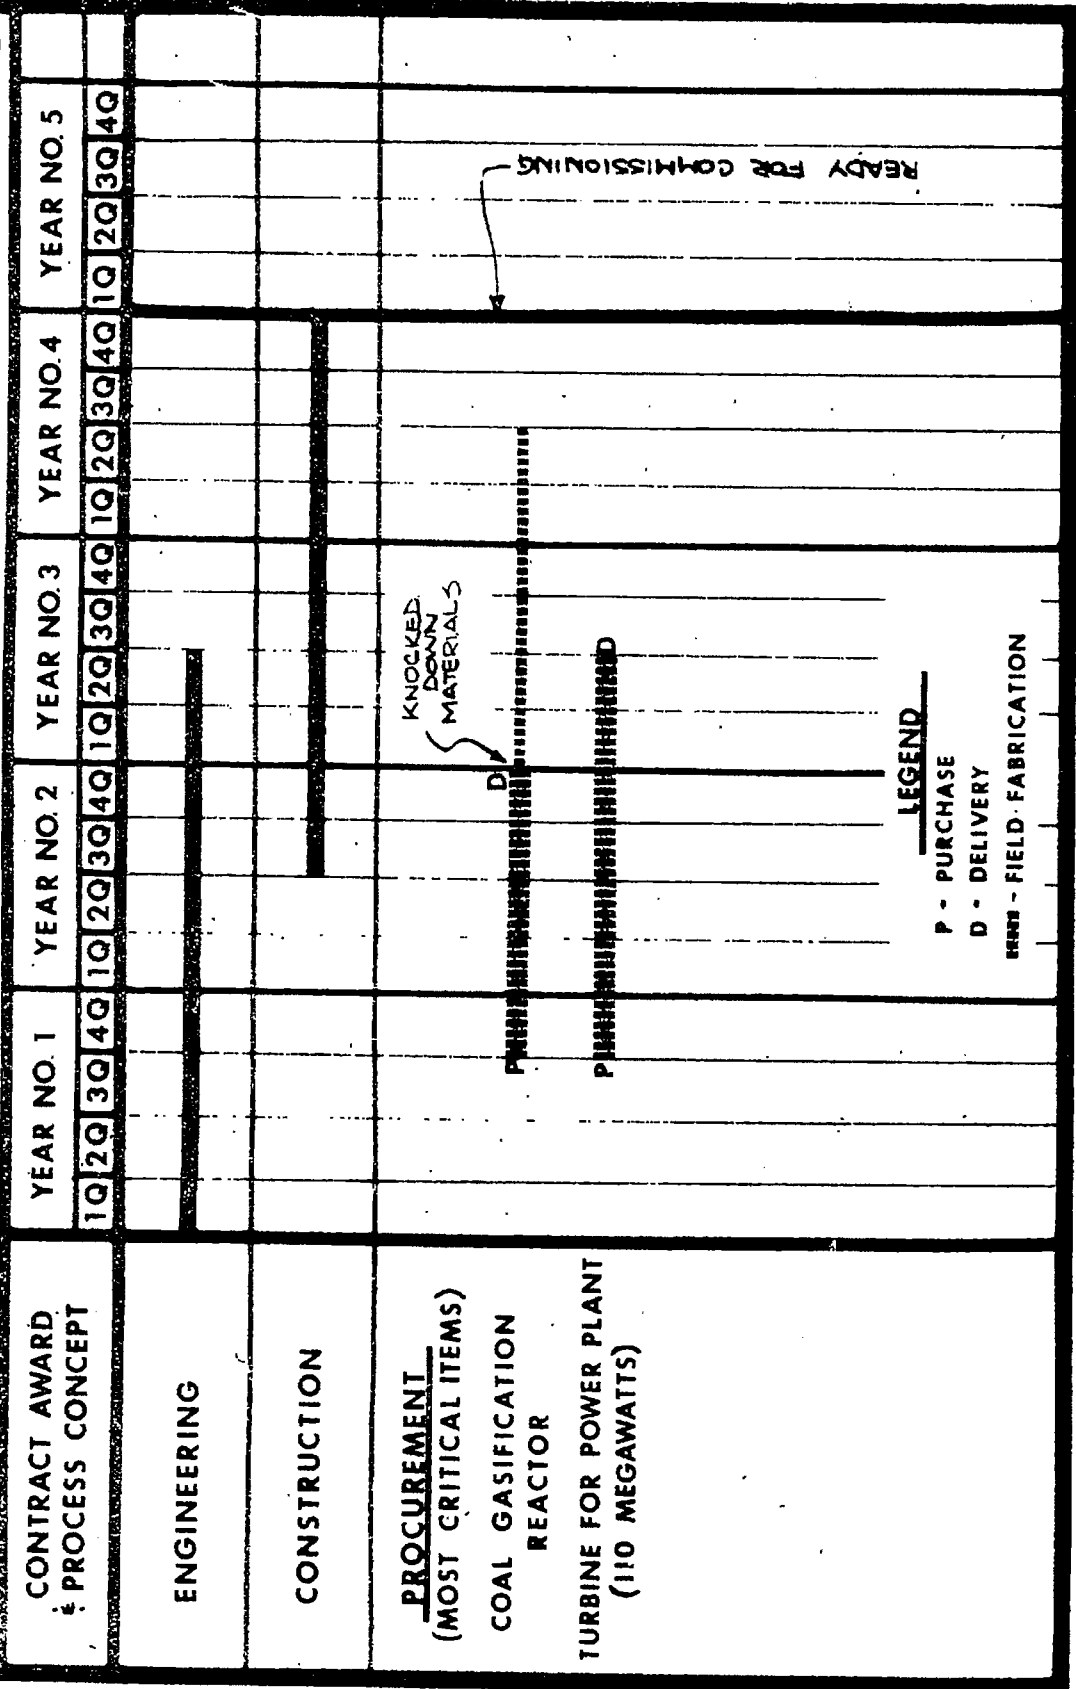 CONTRACT AWARD
& PROCESS CONCEPT
YEAR NO. 1
YEAR NO. 2
YEAR NO. 3
YEAR NO. 4
YEAR NO. 5
1Q 2Q 3Q 4Q 1Q 2Q 3Q 4Q 1Q 2Q 3Q 4Q 1Q 2Q 3Q 4Q 1Q 2Q 3Q 4Q
ENGINEERING
CONSTRUCTION
PROCUREMENT
(MOST CRITICAL ITEMS)
COAL GASIFICATION
REACTOR
P
D
KNOCKED
DOWN
MATERIALS
READY FOR COMMISSIONING
TURBINE FOR POWER PLANT
(110 MEGAWATTS)
P
D
LEGEND
P - PURCHASE
D - DELIVERY
- FIELD FABRICATION